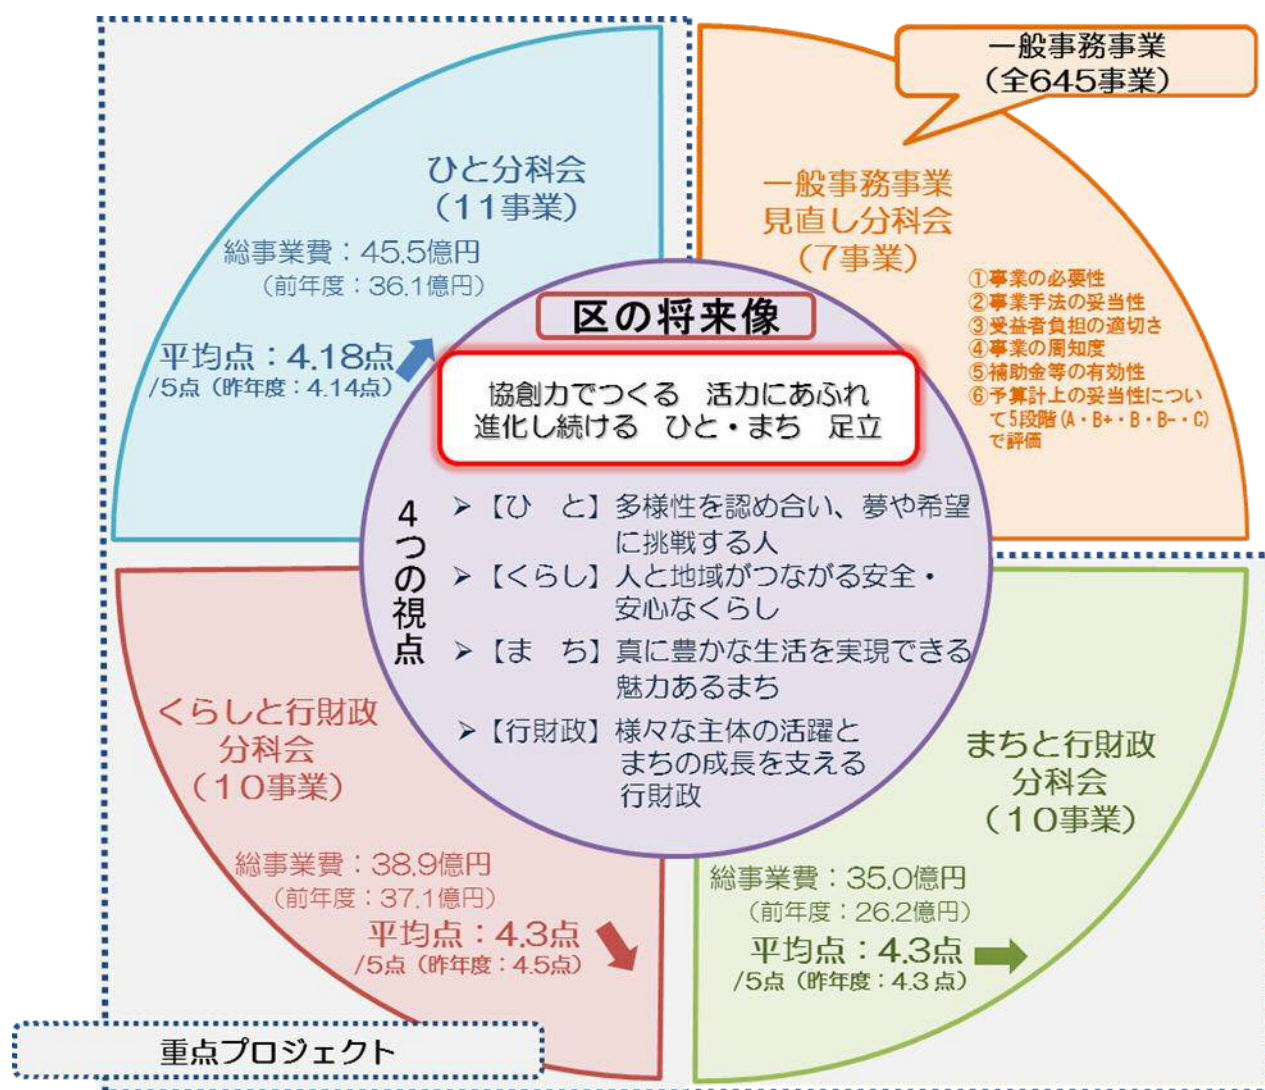 一般事務事業
（全645事業）
ひと分科会
（11事業）
総事業費：45.5億円
（前年度：36.1億円）
平均点：4.18点
/5点（昨年度：4.14点）
一般事務事業
見直し分科会
（7事業）
①事業の必要性
②事業手法の妥当性
③受益者負担の適切さ
④事業の周知度
⑤補助金等の有効性
⑥予算計上の妥当性につい
て5段階(A・B+・B・B-・C)
で評価
区の将来像
協創力でつくる　活力にあふれ
進化し続ける　ひと・まち　足立
4つの視点
➢【ひ　と】多様性を認め合い、夢や希望
に挑戦する人
➢【くらし】人と地域がつながる安全・
安心なくらし
➢【ま　ち】真に豊かな生活を実現できる
魅力あるまち
➢【行財政】様々な主体の活躍と
まちの成長を支える
行財政
くらしと行財政
分科会
（10事業）
総事業費：38.9億円
（前年度：37.1億円）
平均点：4.3点
/5点（昨年度：4.5点）
まちと行財政
分科会
（10事業）
総事業費：35.0億円
（前年度：26.2億円）
平均点：4.3点
/5点（昨年度：4.3点）
重点プロジェクト